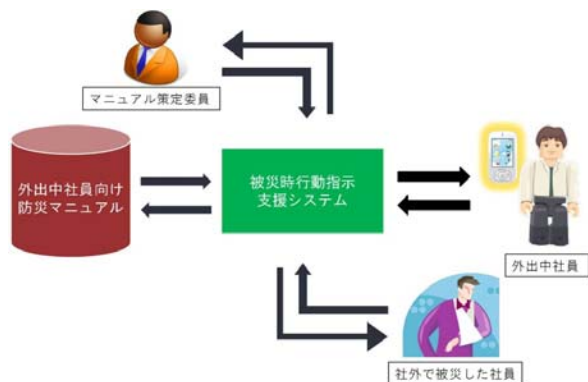 マニュアル策定委員
外出中社員向け
防災マニュアル
被災時行動指示
支援システム
外出中社員
社外で被災した社員